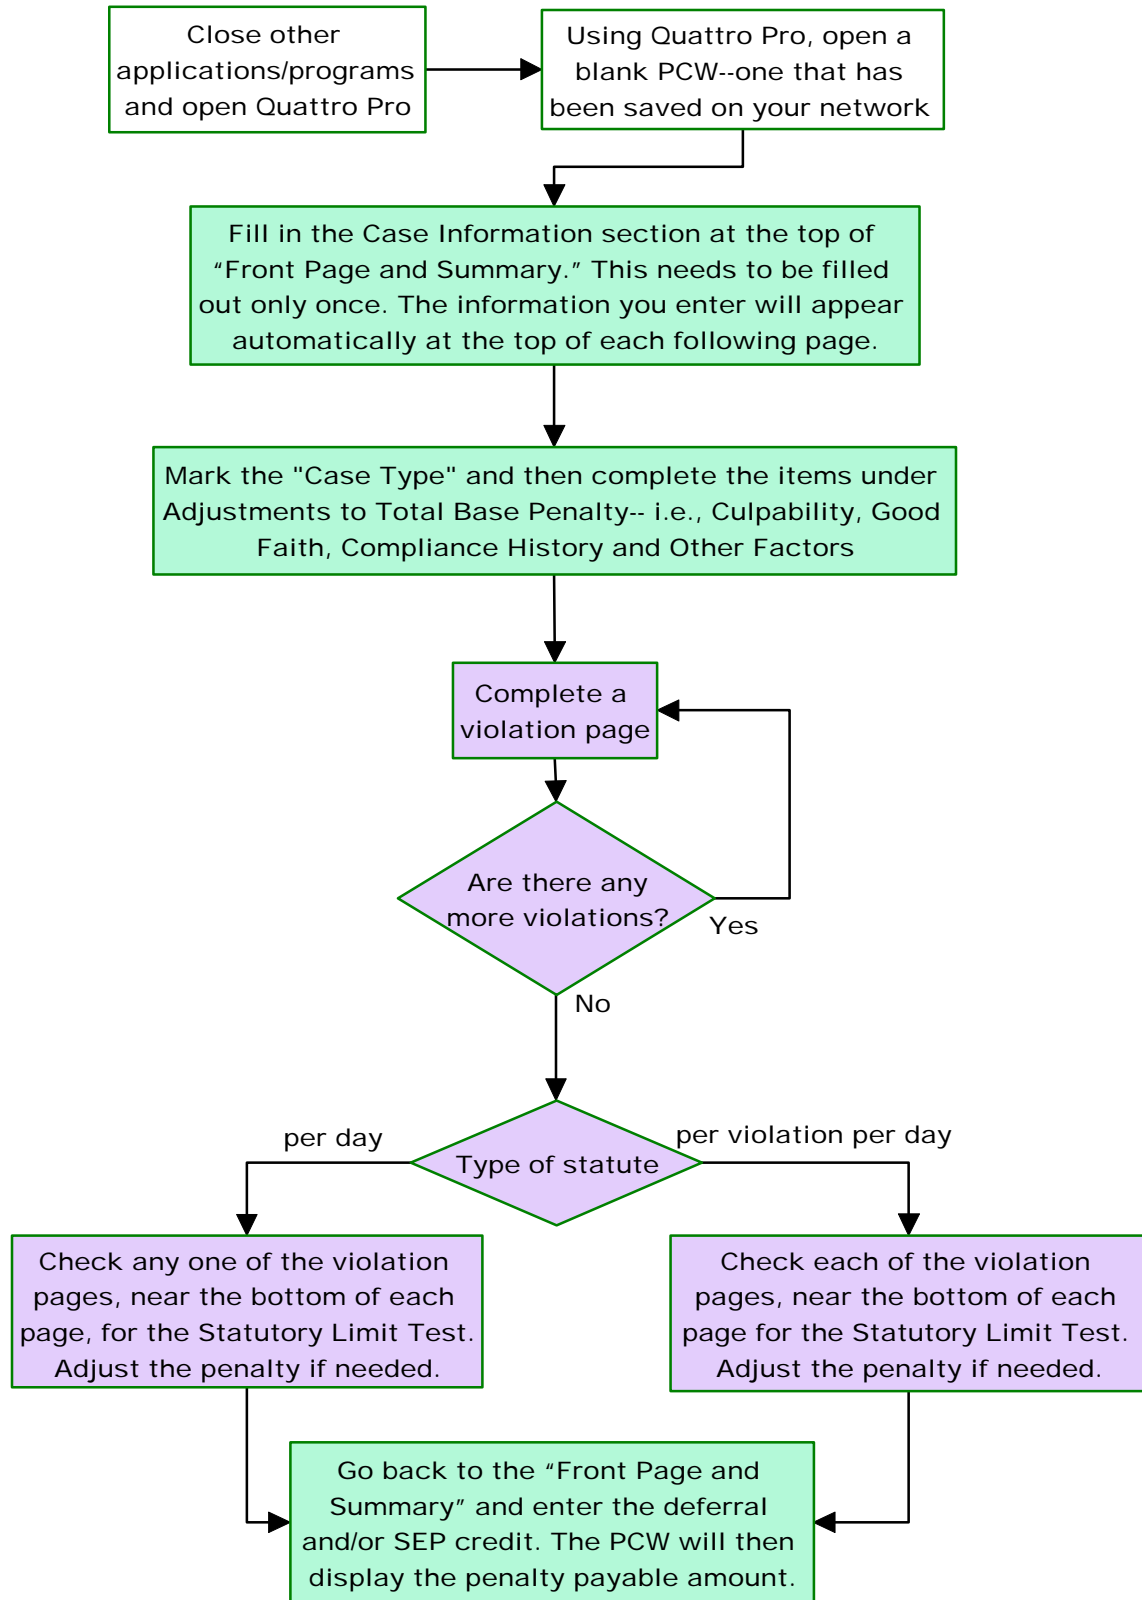 Close other
applications/programs
and open Quattro Pro
Using Quattro Pro, open a
blank PCW--one that has
been saved on your network
Fill in the Case Information section at the top of
“Front Page and Summary.” This needs to be filled
out only once. The information you enter will appear
automatically at the top of each following page.
Mark the "Case Type" and then complete the items under
Adjustments to Total Base Penalty-- i.e., Culpability, Good
Faith, Compliance History and Other Factors
Complete a
violation page
Are there any
more violations?
Yes
No
per day
per violation per day
Type of statute
Check any one of the violation
pages, near the bottom of each
page, for the Statutory Limit Test.
Adjust the penalty if needed.
Check each of the violation
pages, near the bottom of each
page for the Statutory Limit Test.
Adjust the penalty if needed.
Go back to the “Front Page and
Summary” and enter the deferral
and/or SEP credit. The PCW will then
display the penalty payable amount.